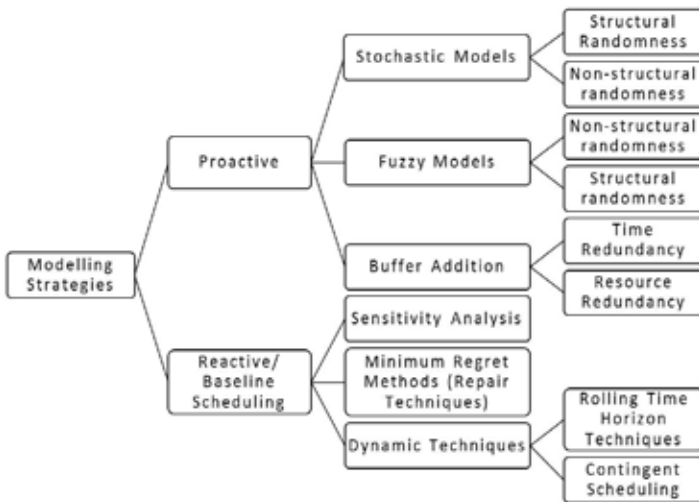 Structural
Randomness
Stochastic Models
Non-structural
randomness
Proactive
Non-structural
randomness
Fuzzy Models
Structural
randomness
Time
Redundancy
Buffer Addition
Resource
Redundancy
Modelling
Strategies
Sensitivity Analysis
Reactive/
Baseline
Scheduling
Minimum Regret
Methods (Repair
Techniques)
Dynamic Techniques
Rolling Time
Horizon
Techniques
Contingent
Scheduling